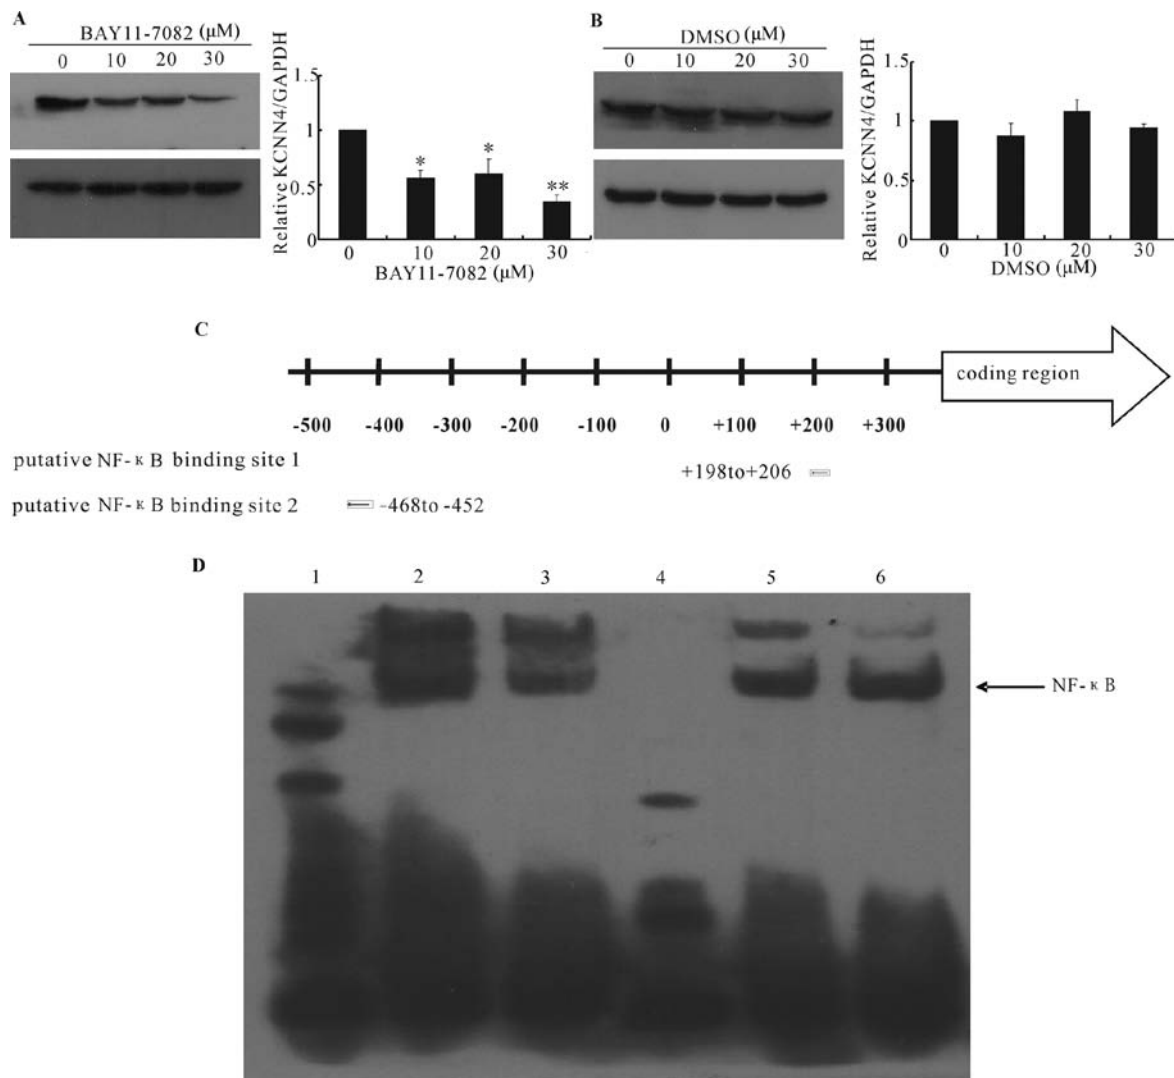 A
BAY11-7082 (μM)
0 10 20 30
Relative KCNN4/GAPDH
1.5
1
0.5
0
*
*
**
0 10 20 30
BAY11-7082 (μM)
B
DMSO (μM)
0 10 20 30
Relative KCNN4/GAPDH
1.5
1
0.5
0
0 10 20 30
DMSO (μM)
C
coding region
-500 -400 -300 -200 -100 0 +100 +200 +300
putative NF-κB binding site 1
+198to+206
putative NF-κB binding site 2
-468to -452
D
1 2 3 4 5 6
NF-κB